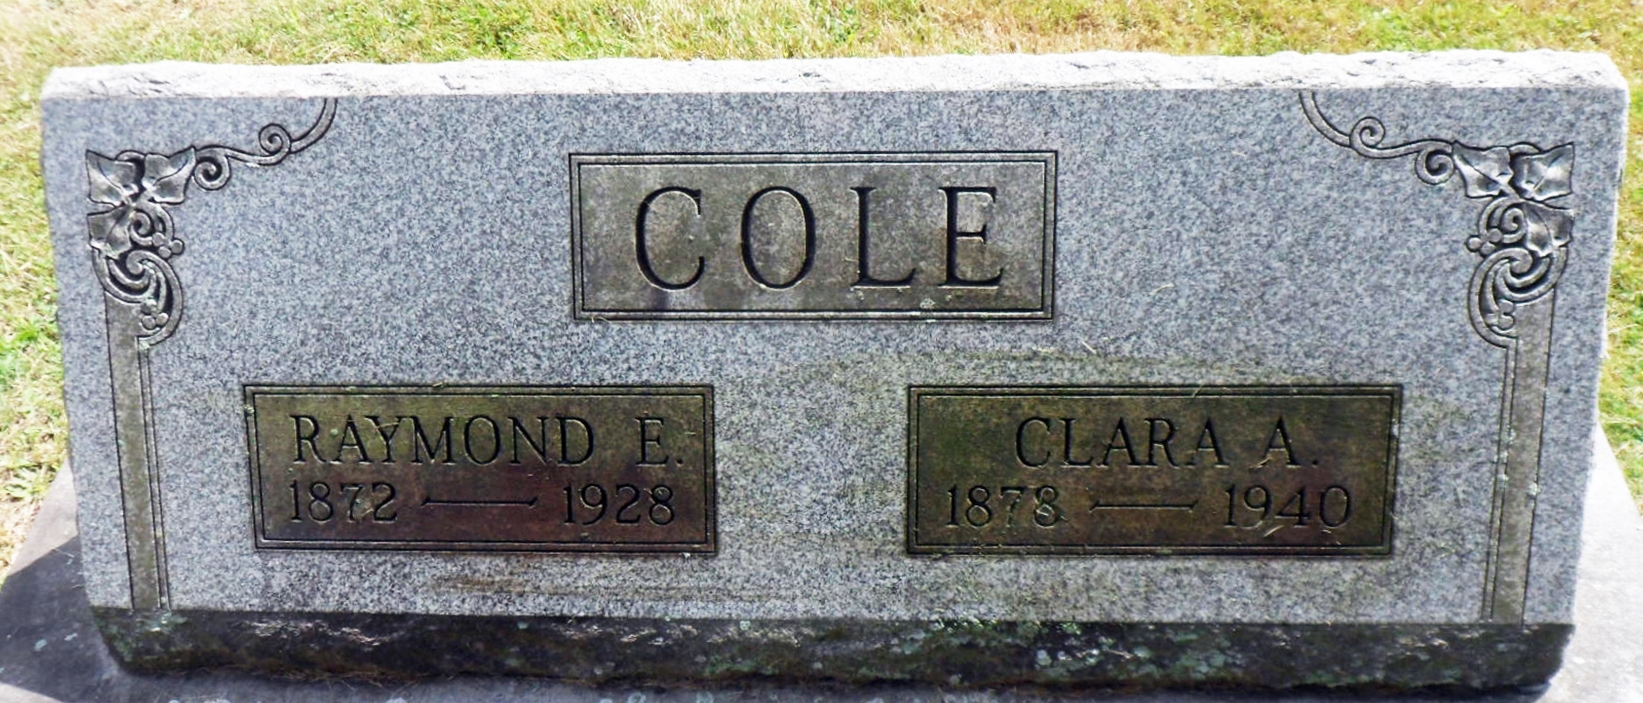 COLE
RAYMOND E.
1872 — 1928
CLARA A.
1878 — 1940